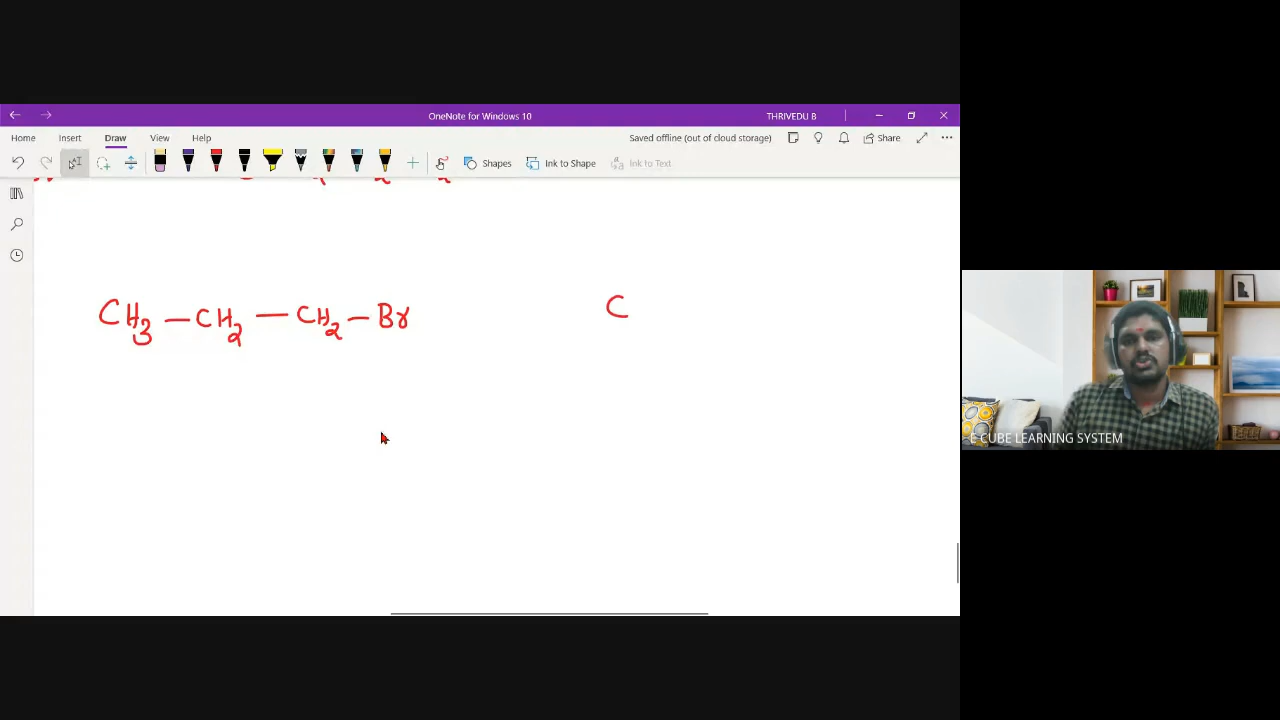 OneNote for Windows 10
THRIVEDU B
Home Insert Draw View Help
Saved offline (out of cloud storage)
Share
Shapes
Ink to Shape
Ink to Text
CH3 — CH2 — CH2 — Br
C
E CUBE LEARNING SYSTEM